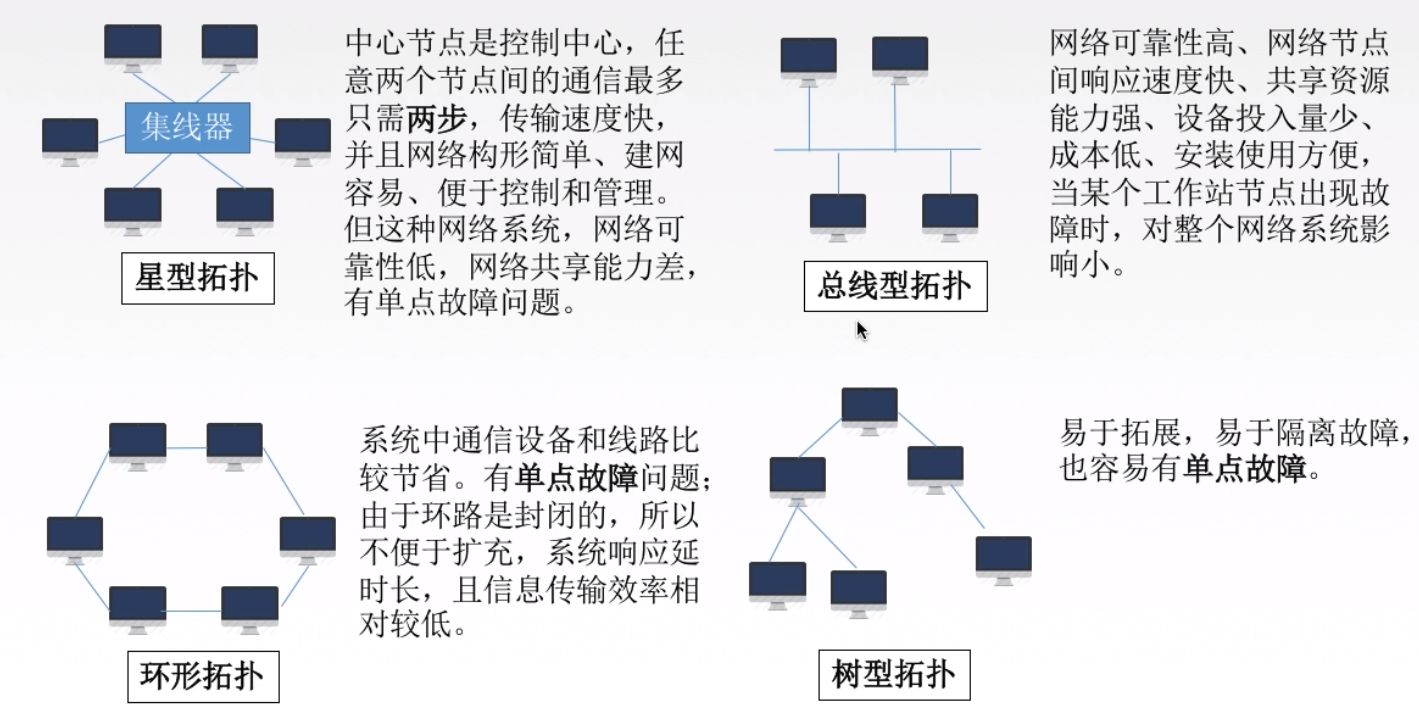 集线器
星型拓扑
中心节点是控制中心，任
意两个节点间的通信最多
只需两步，传输速度快，
并且网络构形简单、建网
容易、便于控制和管理。
但这种网络系统，网络可
靠性低，网络共享能力差，
有单点故障问题。
总线型拓扑
网络可靠性高、网络节点
间响应速度快、共享资源
能力强、设备投入量少、
成本低、安装使用方便，
当某个工作站节点出现故
障时，对整个网络系统影
响小。
环形拓扑
系统中通信设备和线路比
较节省。有单点故障问题；
由于环路是封闭的，所以
不便于扩充，系统响应延
时长，且信息传输效率相
对较低。
树型拓扑
易于拓展，易于隔离故障，
也容易有单点故障。